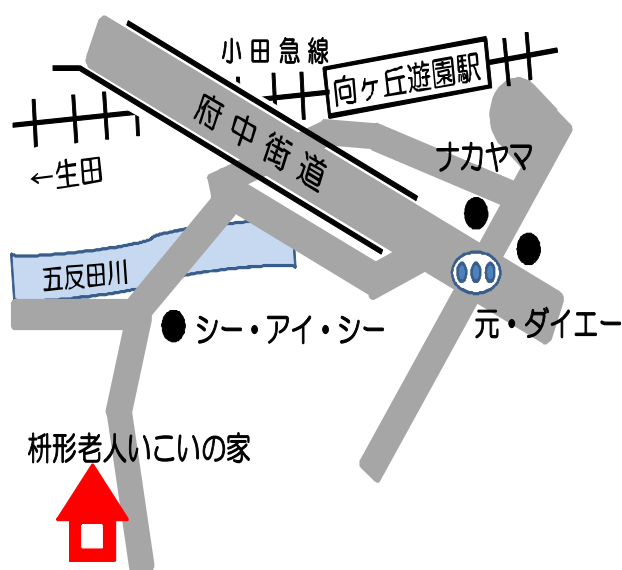 小田急線
向ヶ丘遊園駅
府中街道
ナカヤマ
←生田
五反田川
シー・アイ・シー
元・ダイエー
枡形老人いこいの家